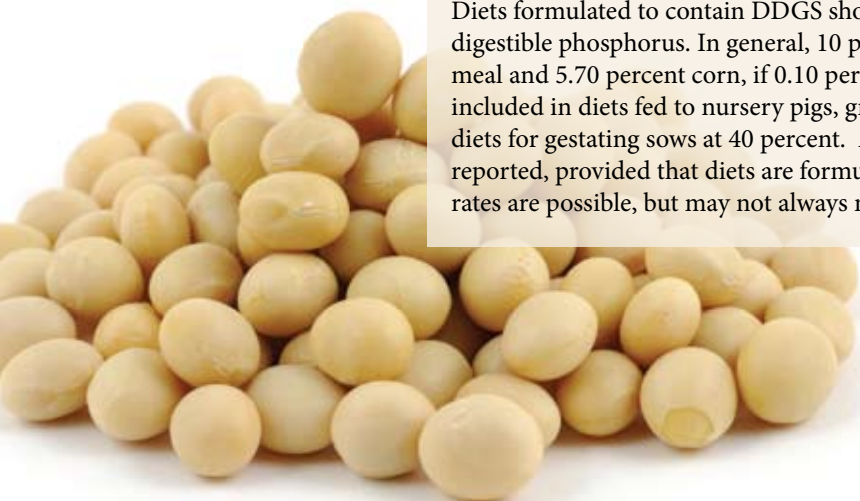 Diets formulated to contain DDGS sho
digestible phosphorus. In general, 10 p
meal and 5.70 percent corn, if 0.10 per
included in diets fed to nursery pigs, g
diets for gestating sows at 40 percent.
reported, provided that diets are formu
rates are possible, but may not always